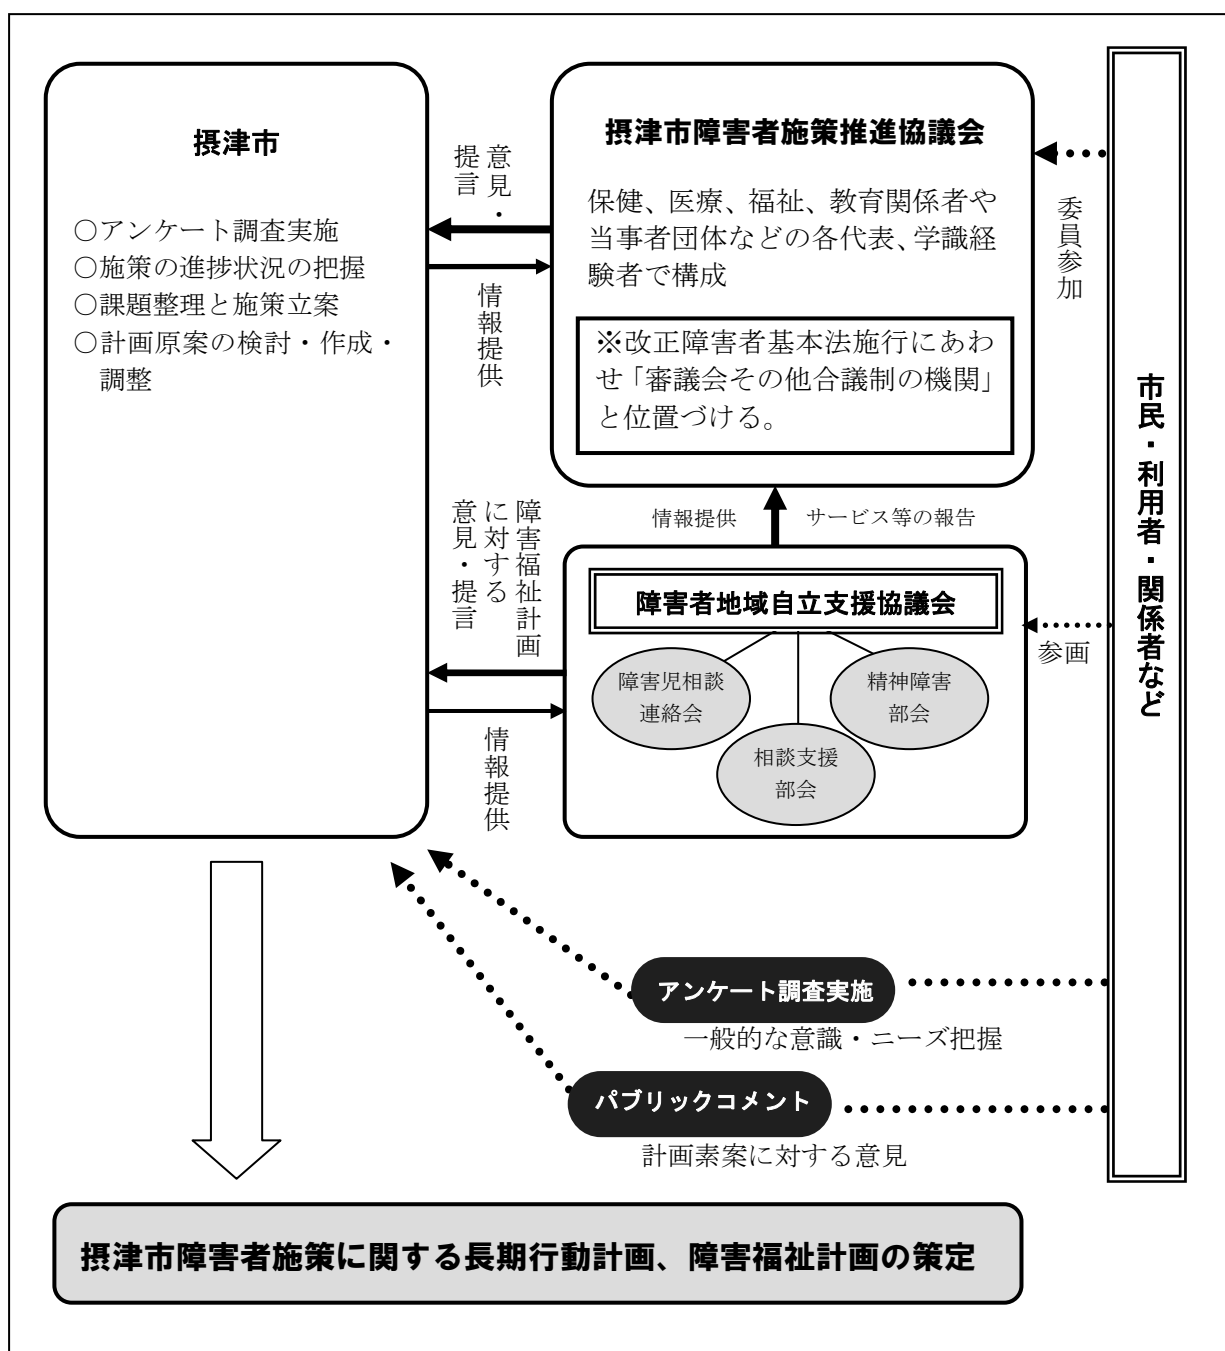 摂津市
○アンケート調査実施
○施策の進捗状況の把握
○課題整理と施策立案
○計画原案の検討・作成・
調整
意見・
提言
情報提供
摂津市障害者施策推進協議会
保健、医療、福祉、教育関係者や
当事者団体などの各代表、学識経
験者で構成
※改正障害者基本法施行にあわ
せ「審議会その他合議制の機関」
と位置づける。
委員参加
市民・利用者・関係者など
情報提供
サービス等の報告
障害福祉計画
に対する
意見・提言
情報提供
障害者地域自立支援協議会
障害児相談
連絡会
相談支援
部会
精神障害
部会
参画
アンケート調査実施
一般的な意識・ニーズ把握
パブリックコメント
計画素案に対する意見
摂津市障害者施策に関する長期行動計画、障害福祉計画の策定